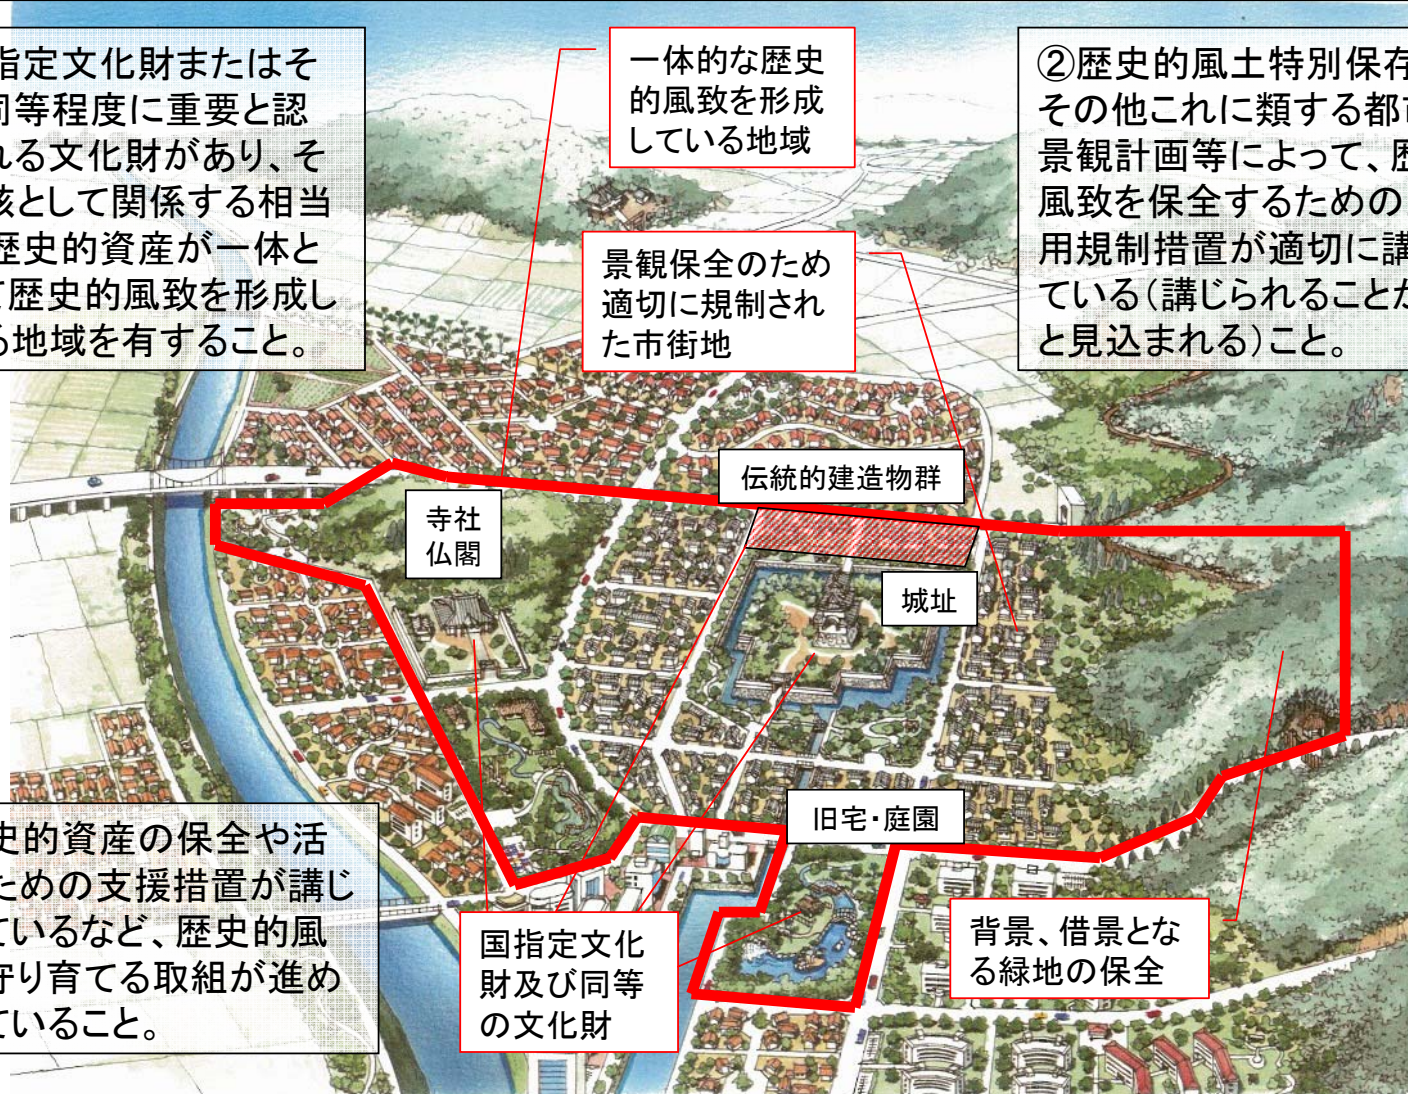 指定文化財またはそ
同等程度に重要と認
れる文化財があり、そ
核として関係する相当
歴史的資産が一体と
て歴史的風致を形成し
る地域を有すること。
一体的な歴史
的風致を形成
している地域
②歴史的風土特別保存
その他これに類する都市
景観計画等によって、歴
風致を保全するための
用規制措置が適切に講
ている（講じられることが
と見込まれる）こと。
景観保全のため
適切に規制され
た市街地
伝統的建造物群
寺社
仏閣
城址
旧宅・庭園
史的資産の保全や活
ための支援措置が講じ
ているなど、歴史的風
守り育てる取組が進め
ていること。
国指定文化
財及び同等
の文化財
背景、借景とな
る緑地の保全